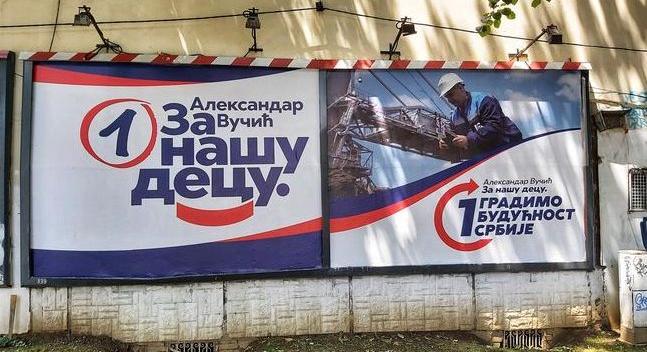 1
Александар
Вучић
За
нашу
децу.
Александар Вучић
За нашу децу.
1 ГРАДИМО
БУДУЋНОСТ
СРБИЈЕ